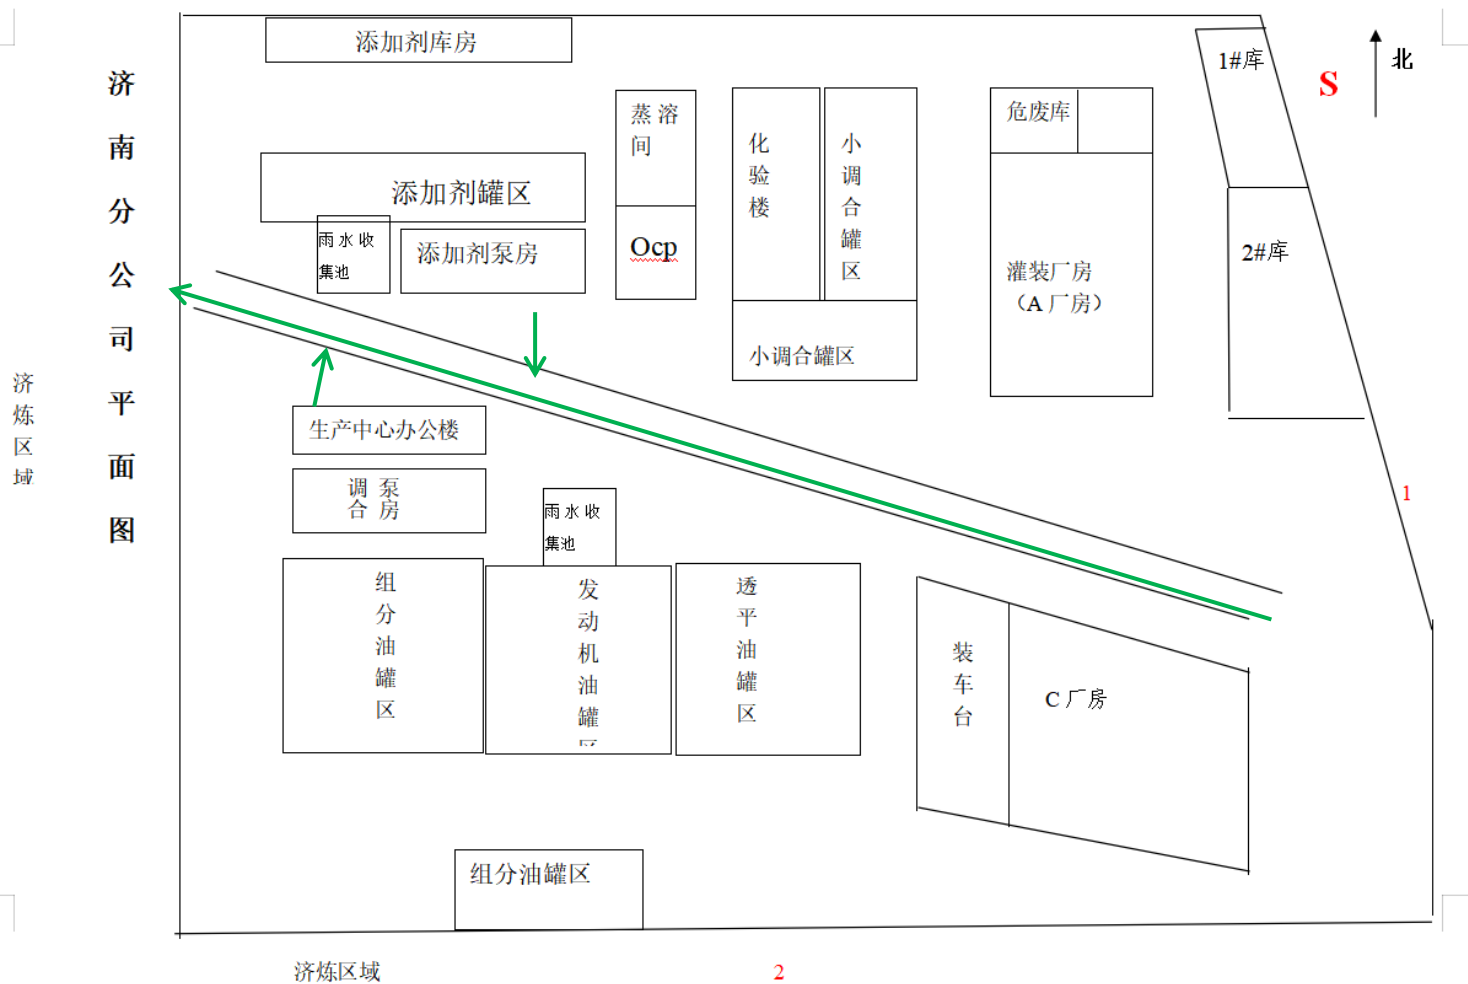 添加剂库房
济南分公司平面图
1#库
S
北
蒸溶
间
危废库
化验楼
小调合罐区
添加剂罐区
雨水收
集池
添加剂泵房
Ocp
2#库
灌装厂房
（A厂房）
小调合罐区
济炼区域
生产中心办公楼
调泵
合房
1
雨水收
集池
组分油罐区
发动机油罐区
透平油罐区
装车台
C厂房
组分油罐区
济炼区域
2